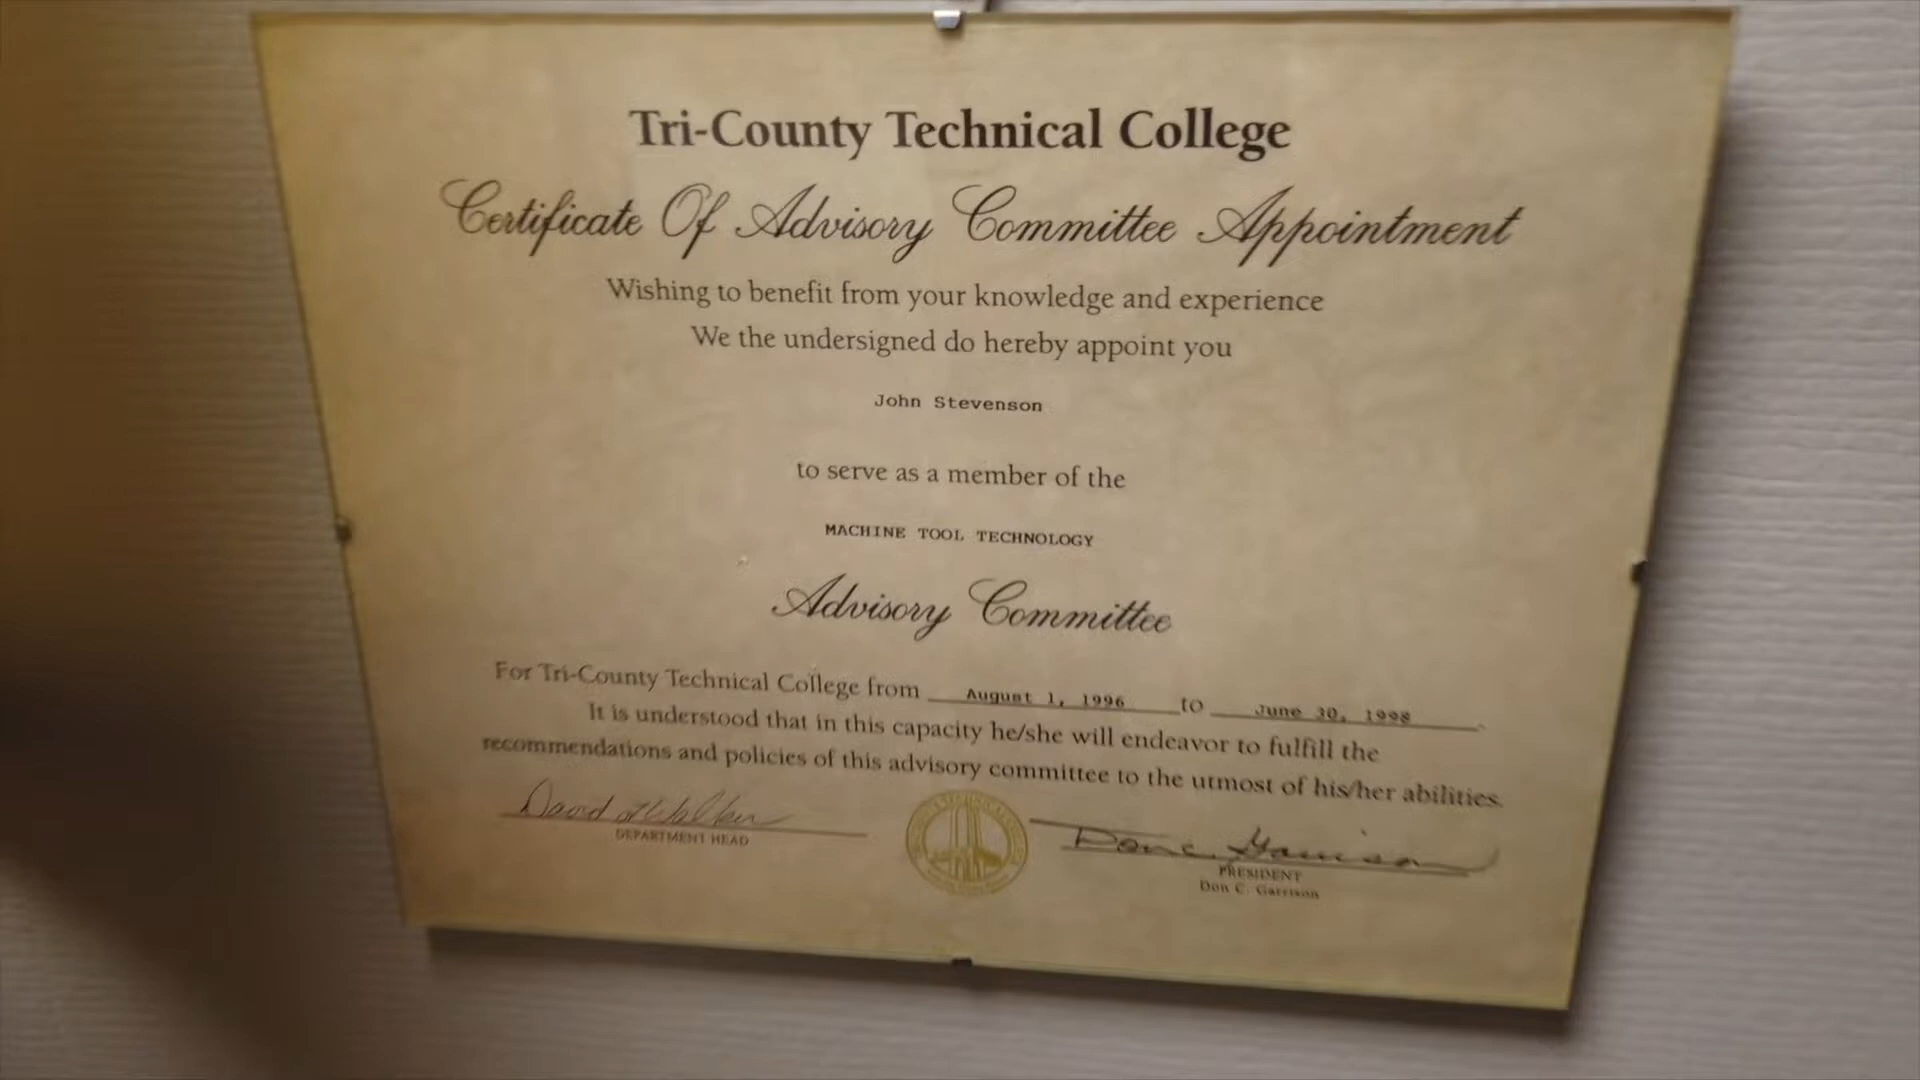 Tri-County Technical College
Certificate Of Advisory Committee Appointment
Wishing to benefit from your knowledge and experience
We the undersigned do hereby appoint you
John Stevenson
to serve as a member of the
MACHINE TOOL TECHNOLOGY
Advisory Committee
For Tri-County Technical College from August 1, 1996 to June 30, 1998
It is understood that in this capacity he/she will endeavor to fulfill the
recommendations and policies of this advisory committee to the utmost of his/her abilities.
David Walker
DEPARTMENT HEAD
Don C. Garrison
PRESIDENT
Don C. Garrison